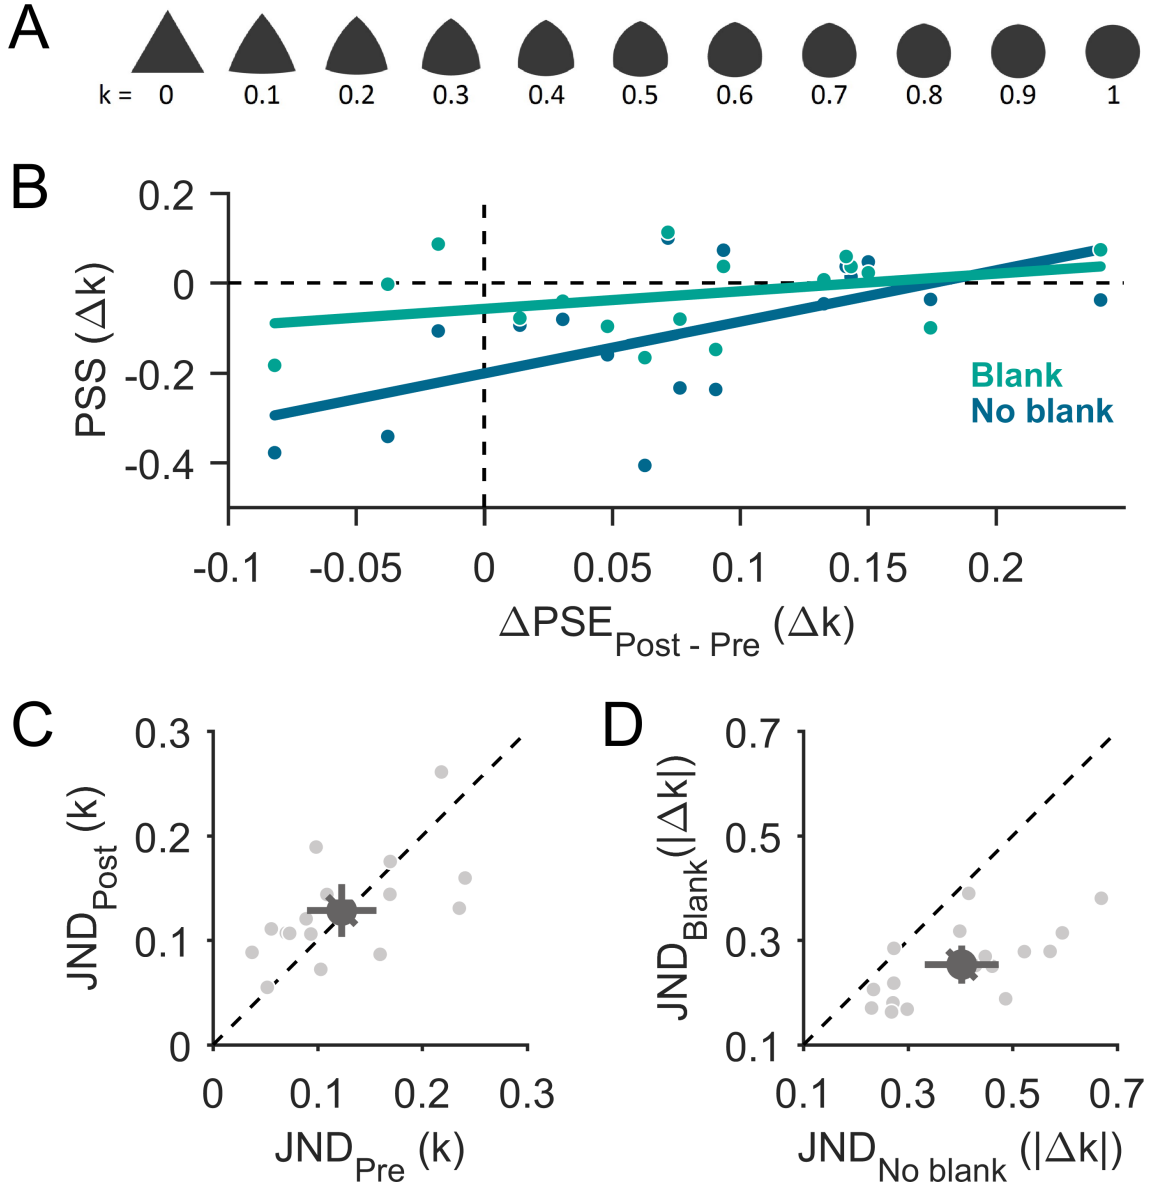 A
k = 0 0.1 0.2 0.3 0.4 0.5 0.6 0.7 0.8 0.9 1
B
PSS (Δk)
0.2
0
-0.2
-0.4
Blank
No blank
-0.1 -0.05 0 0.05 0.1 0.15 0.2
ΔPSE Post - Pre (Δk)
C
JND Post (k)
0.3
0.2
0.1
0
0 0.1 0.2 0.3
JND Pre (k)
D
JND Blank (|Δk|)
0.7
0.5
0.3
0.1
0.1 0.3 0.5 0.7
JND No blank (|Δk|)